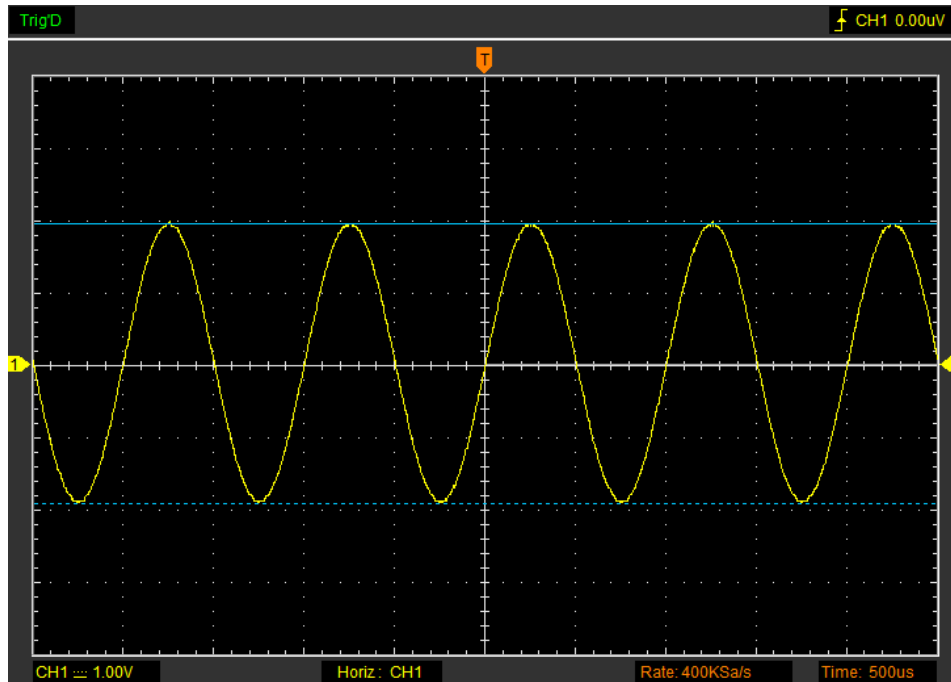 Trig'D
CH1 0.00uV
T
1
CH1 1.00V
Horiz.: CH1
Rate: 400KSa/s
Time: 500us